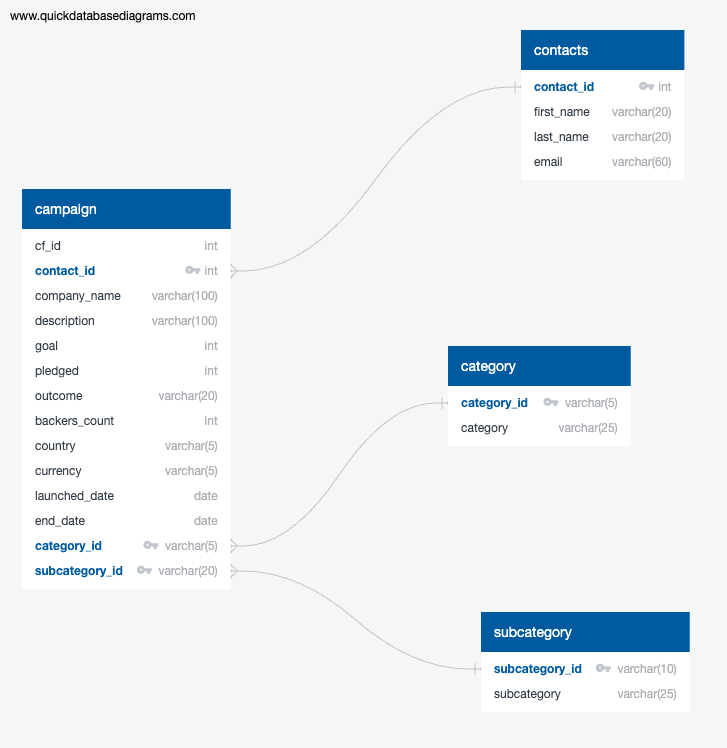 www.quickdatabasediagrams.com
contacts
contact_id int
first_name varchar(20)
last_name varchar(20)
email varchar(60)
campaign
cf_id int
contact_id int
company_name varchar(100)
description varchar(100)
goal int
pledged int
outcome varchar(20)
backers_count int
country varchar(5)
currency varchar(5)
launched_date date
end_date date
category_id varchar(5)
subcategory_id varchar(20)
category
category_id varchar(5)
category varchar(25)
subcategory
subcategory_id varchar(10)
subcategory varchar(25)